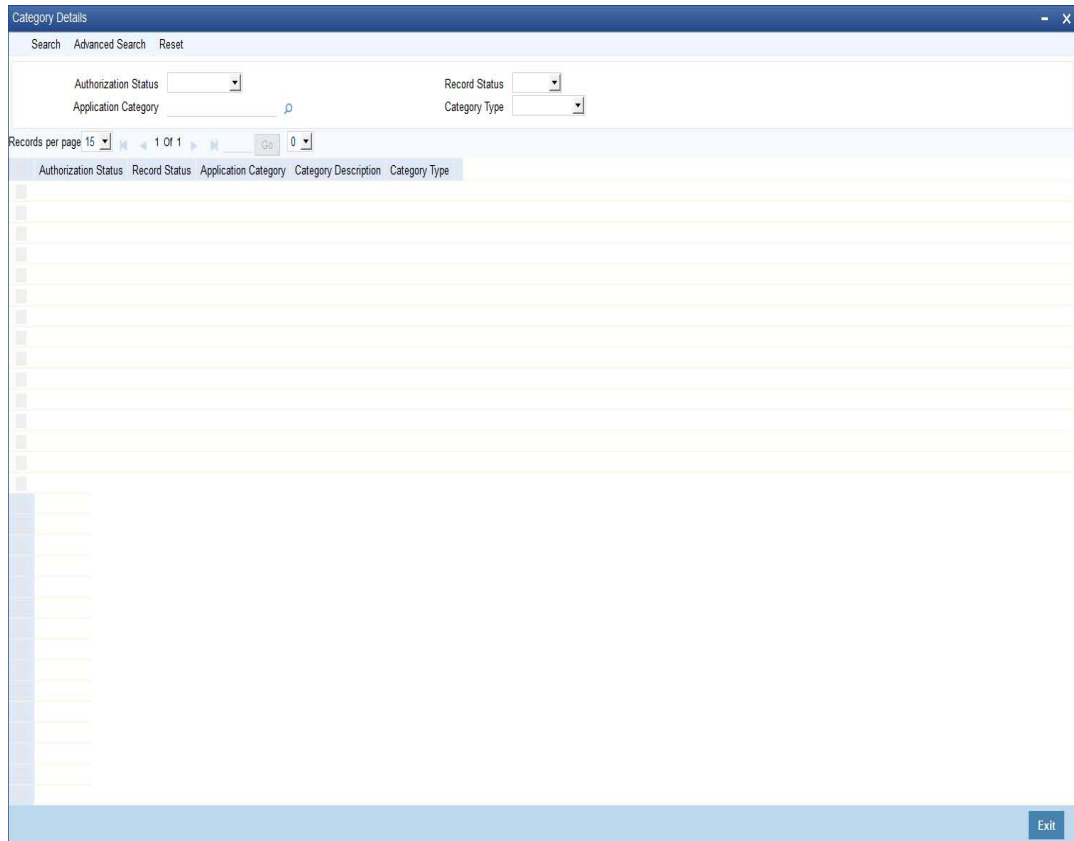 Category Details
Search Advanced Search Reset
Authorization Status Record Status
Application Category Category Type
Records per page 15 1 Of 1 Go 0
Authorization Status Record Status Application Category Category Description Category Type
Exit